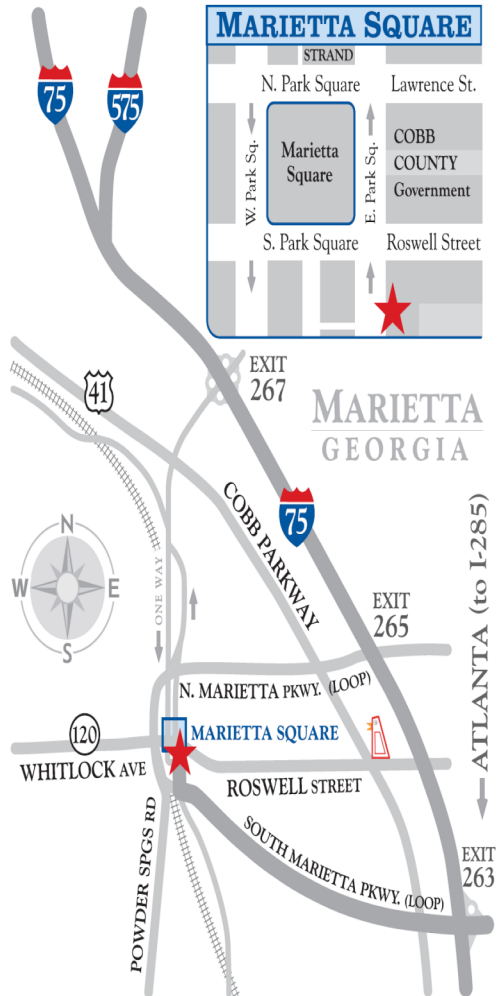 MARIETTA SQUARE
STRAND
N. Park Square
Lawrence St.
W. Park Sq.
Marietta
Square
E. Park Sq.
COBB
COUNTY
Government
S. Park Square
Roswell Street
75
575
EXIT
267
41
MARIETTA
GEORGIA
COBB PARKWAY
75
N
W
E
S
ONE WAY
EXIT
265
ATLANTA (to I-285)
N. MARIETTA PKWY. (LOOP)
120
MARIETTA SQUARE
WHITLOCK AVE
ROSWELL STREET
POWDER SPGS RD
SOUTH MARIETTA PKWY. (LOOP)
EXIT
263